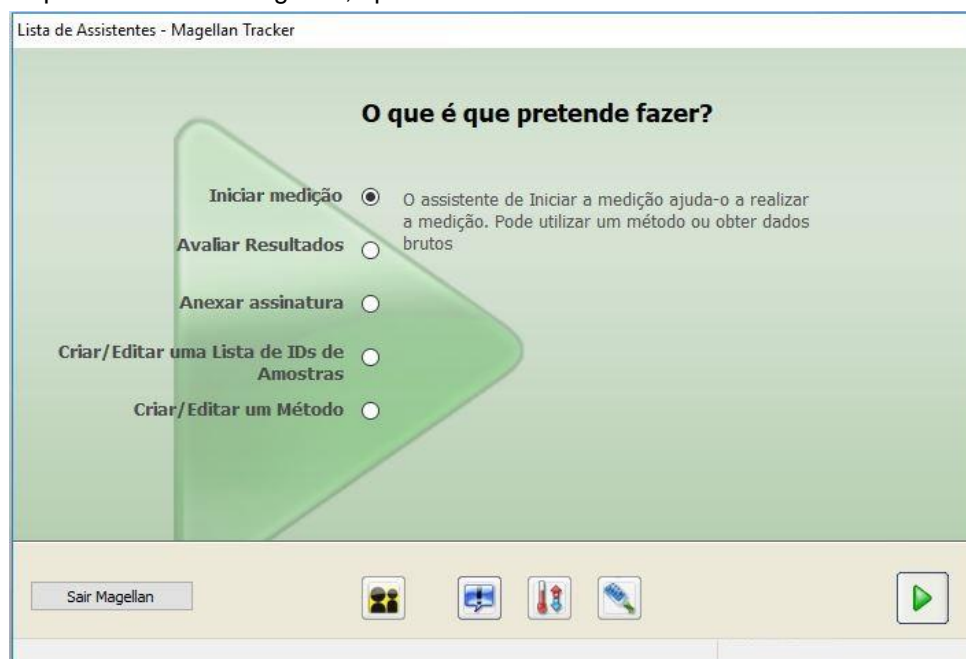 Lista de Assistentes - Magellan Tracker
O que é que pretende fazer?
Iniciar medição
O assistente de Iniciar a medição ajuda-o a realizar
a medição. Pode utilizar um método ou obter dados
brutos
Avaliar Resultados
Anexar assinatura
Criar/Editar uma Lista de IDs de
Amostras
Criar/Editar um Método
Sair Magellan